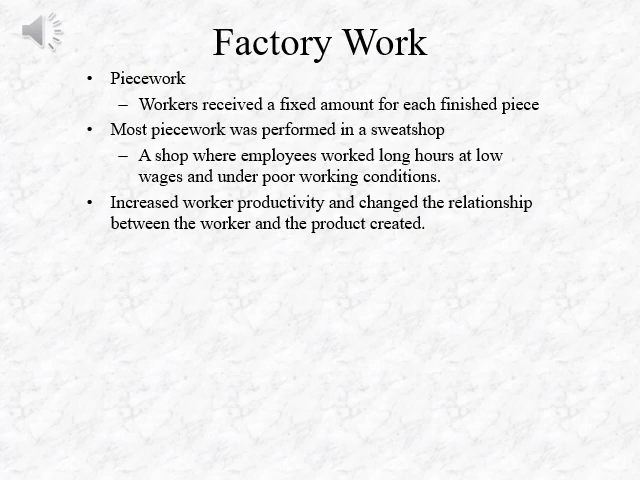 Factory Work
• Piecework
– Workers received a fixed amount for each finished piece
• Most piecework was performed in a sweatshop
– A shop where employees worked long hours at low
wages and under poor working conditions.
• Increased worker productivity and changed the relationship
between the worker and the product created.